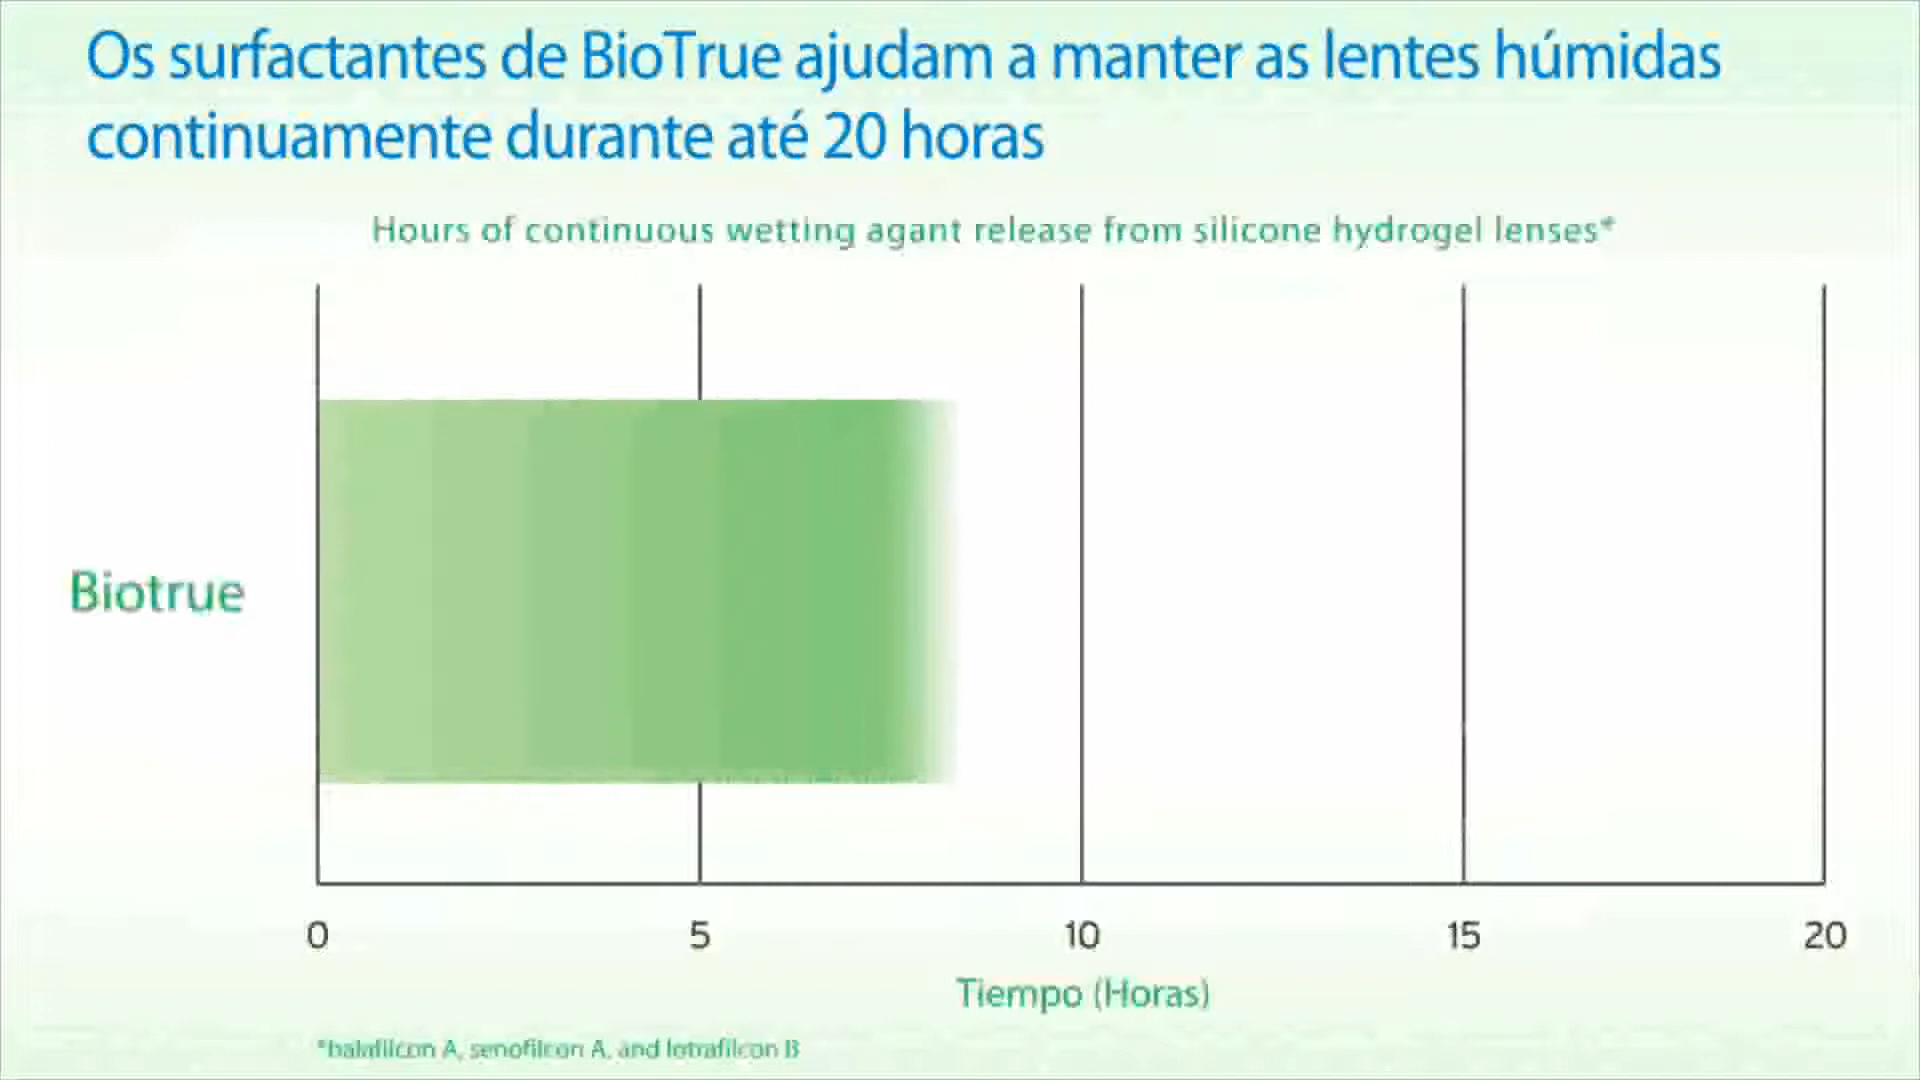 Os surfactantes de BioTrue ajudam a manter as lentes húmidas
continuamente durante até 20 horas
Hours of continuous wetting agant release from silicone hydrogel lenses*
Biotrue
0 5 10 15 20
Tiempo (Horas)
*balafilcon A, senofilcon A, and lotrafilcon B